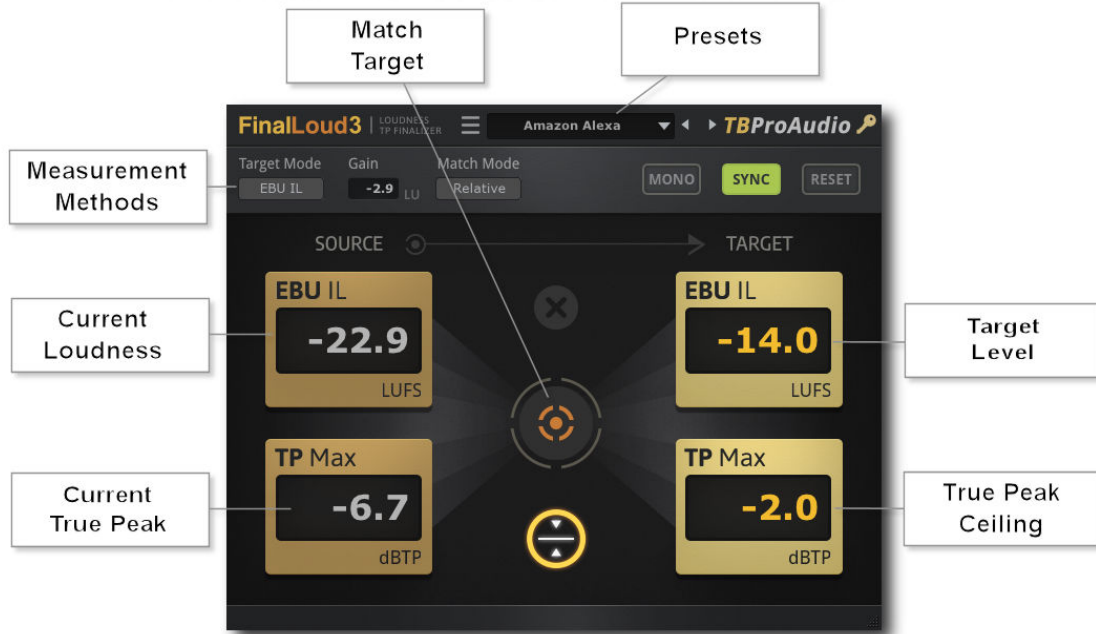 Match
Target
Presets
FinalLoud3 | LOUDNESS
TP FINALIZER
Amazon Alexa
TBProAudio
Measurement
Methods
Target Mode Gain Match Mode
EBU IL -2.9 LU Relative
MONO SYNC RESET
SOURCE TARGET
Current
Loudness
EBU IL
-22.9
LUFS
EBU IL
-14.0
LUFS
Target
Level
Current
True Peak
TP Max
-6.7
dBTP
TP Max
-2.0
dBTP
True Peak
Ceiling